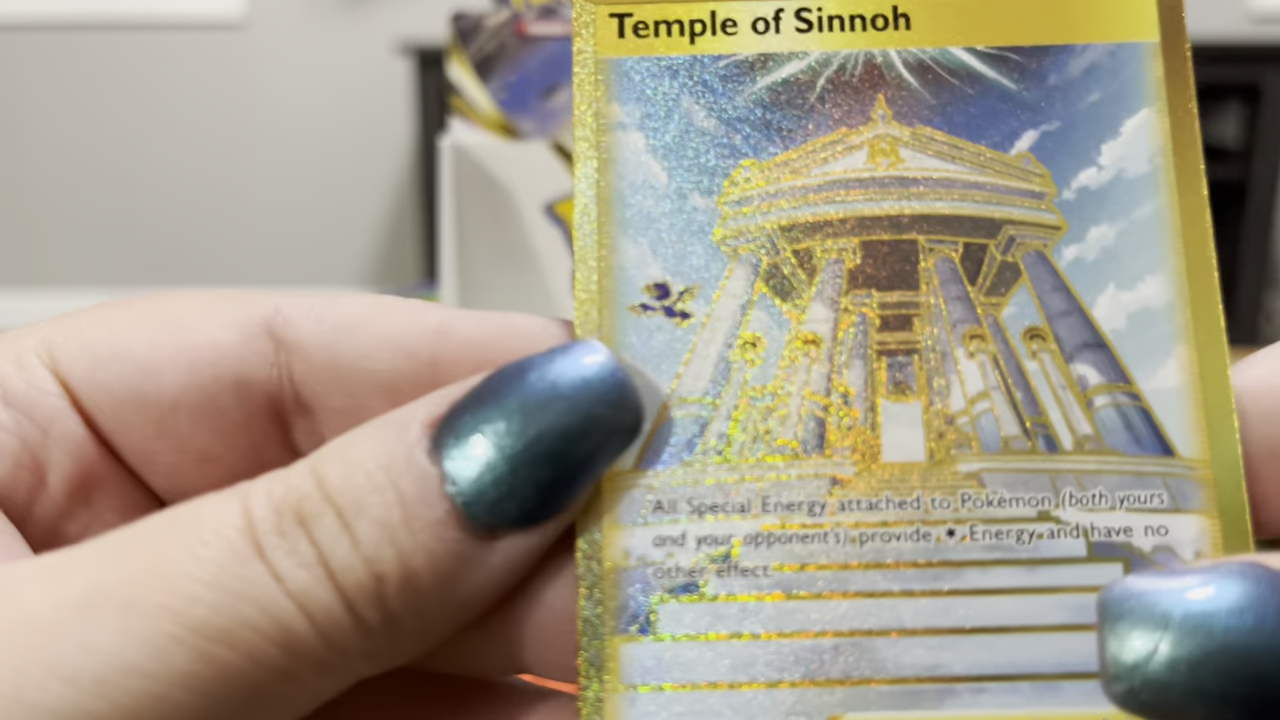 Temple of Sinnoh
All Special Energy attached to Pokémon (both yours
and your opponent's) provide Energy and have no
other effect.